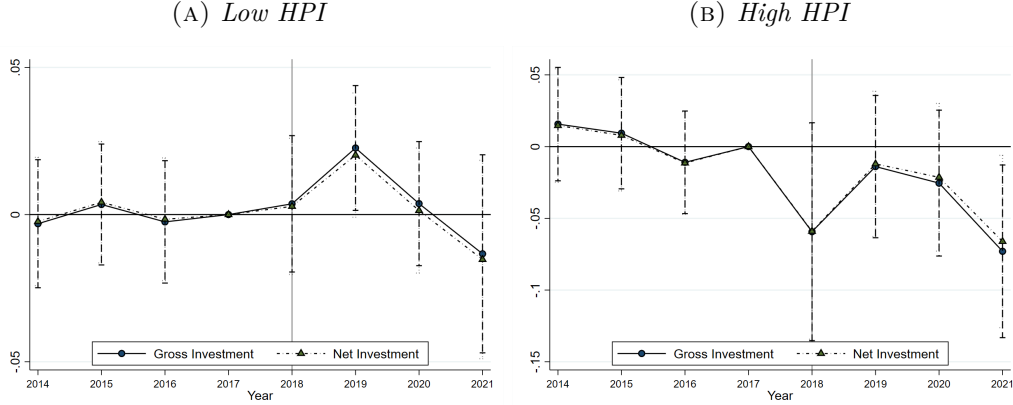 (A) Low HPI
.05
0
-.05
2014 2015 2016 2017 2018 2019 2020 2021
Year
Gross Investment Net Investment
(B) High HPI
.05
0
-.05
-.1
-.15
2014 2015 2016 2017 2018 2019 2020 2021
Year
Gross Investment Net Investment